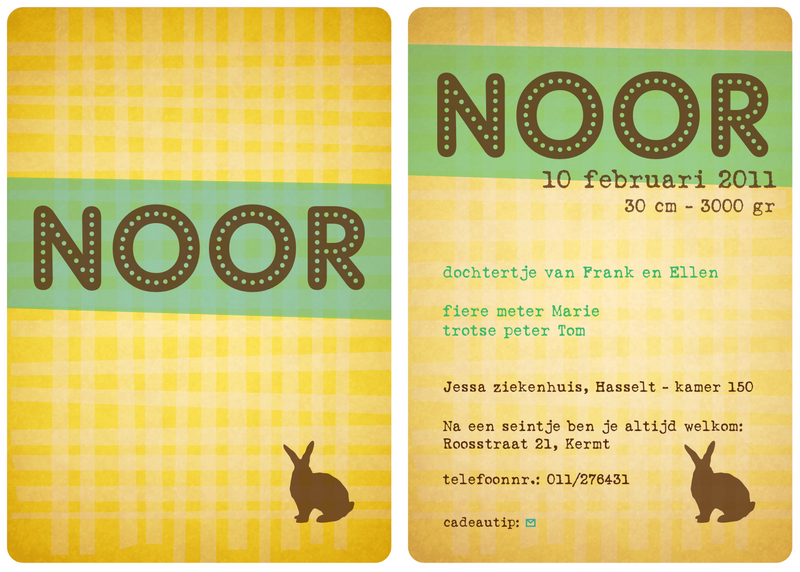 NOOR
NOOR
10 februari 2011
30 cm - 3000 gr
dochtertje van Frank en Ellen
fiere meter Marie
trotse peter Tom
Jessa ziekenhuis, Hasselt - kamer 150
Na een seintje ben je altijd welkom:
Roosstraat 21, Kermt
telefoonnr.: 011/276431
cadeautip: